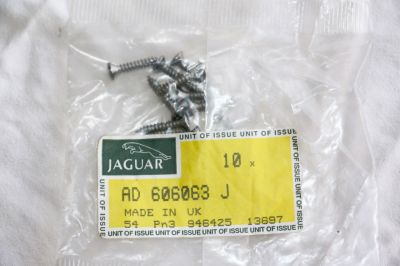 UNIT OF ISSUE UNIT OF ISSUE UNIT OF ISSUE
JAGUAR
10 x
AD 606063 J
MADE IN UK
54 Pn3 946425 13697
UNIT OF ISSUE
UNIT OF ISSUE
UNIT OF ISSUE